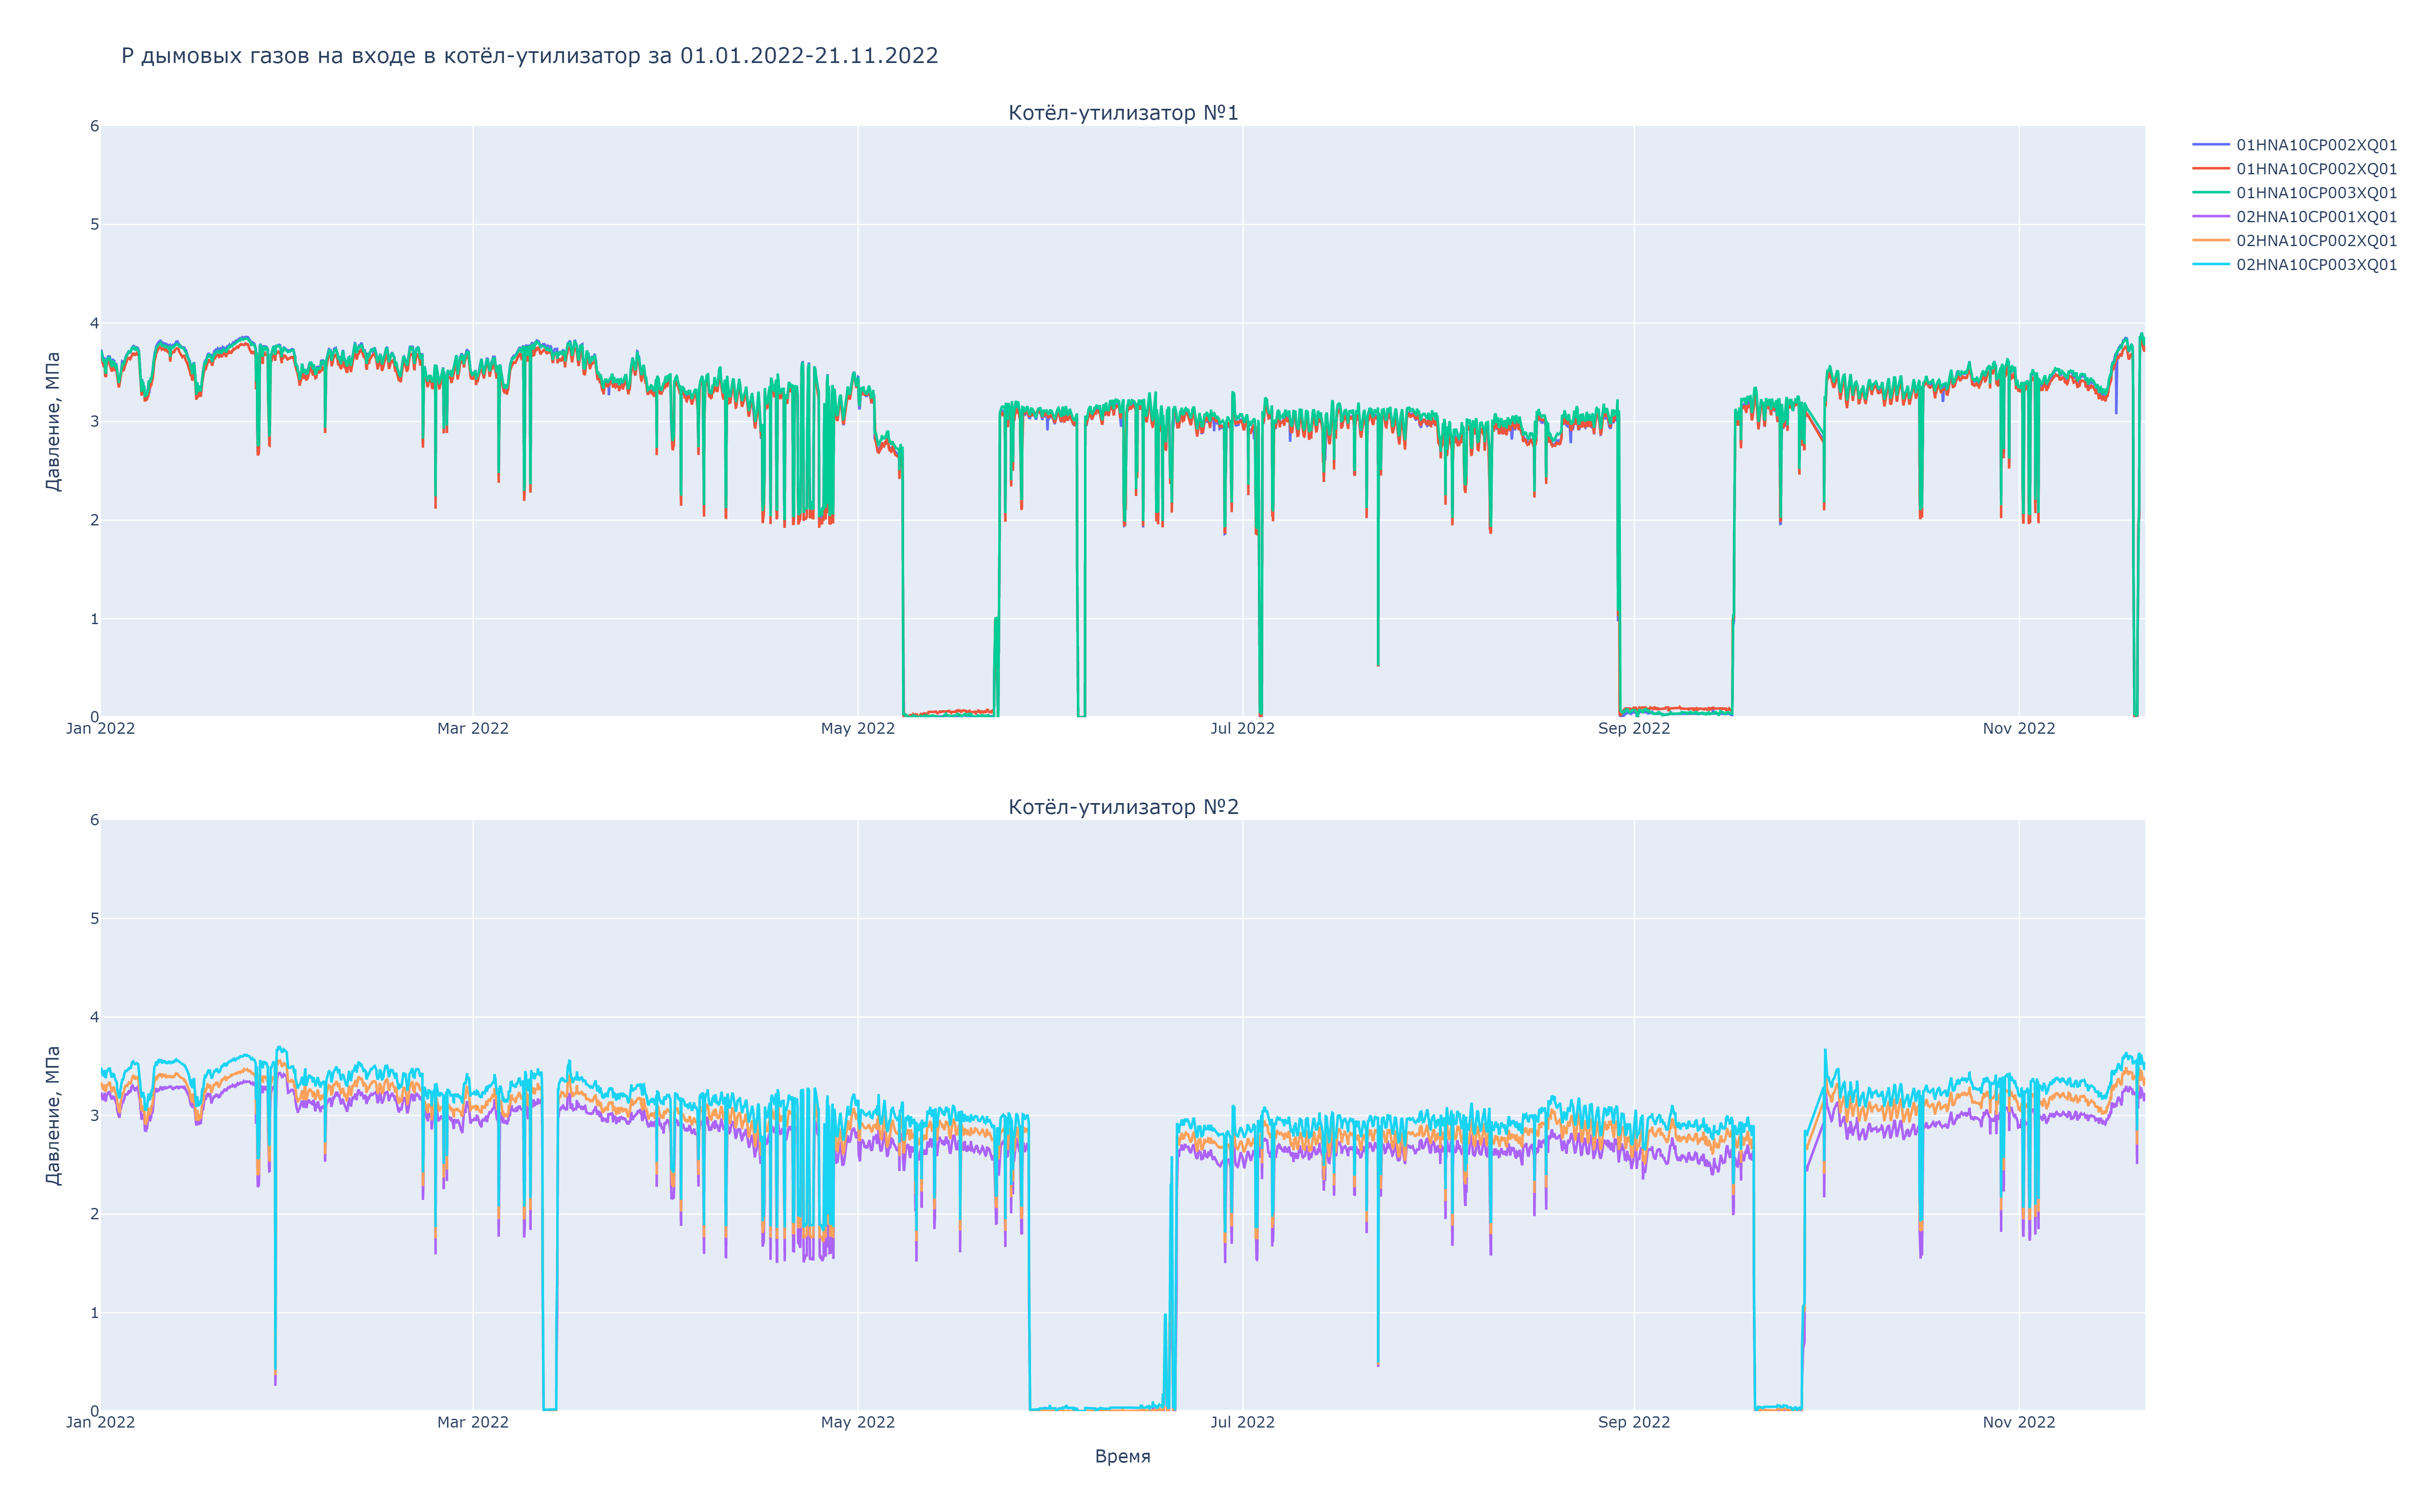 P дымовых газов на входе в котёл-утилизатор за 01.01.2022-21.11.2022
Котёл-утилизатор №1
6
5
4
3
2
1
0
Давление, МПа
Jan 2022
Mar 2022
May 2022
Jul 2022
Sep 2022
Nov 2022
01HNA10CP002XQ01
01HNA10CP002XQ01
01HNA10CP003XQ01
02HNA10CP001XQ01
02HNA10CP002XQ01
02HNA10CP003XQ01
Котёл-утилизатор №2
6
5
4
3
2
1
0
Давление, МПа
Jan 2022
Mar 2022
May 2022
Jul 2022
Sep 2022
Nov 2022
Время